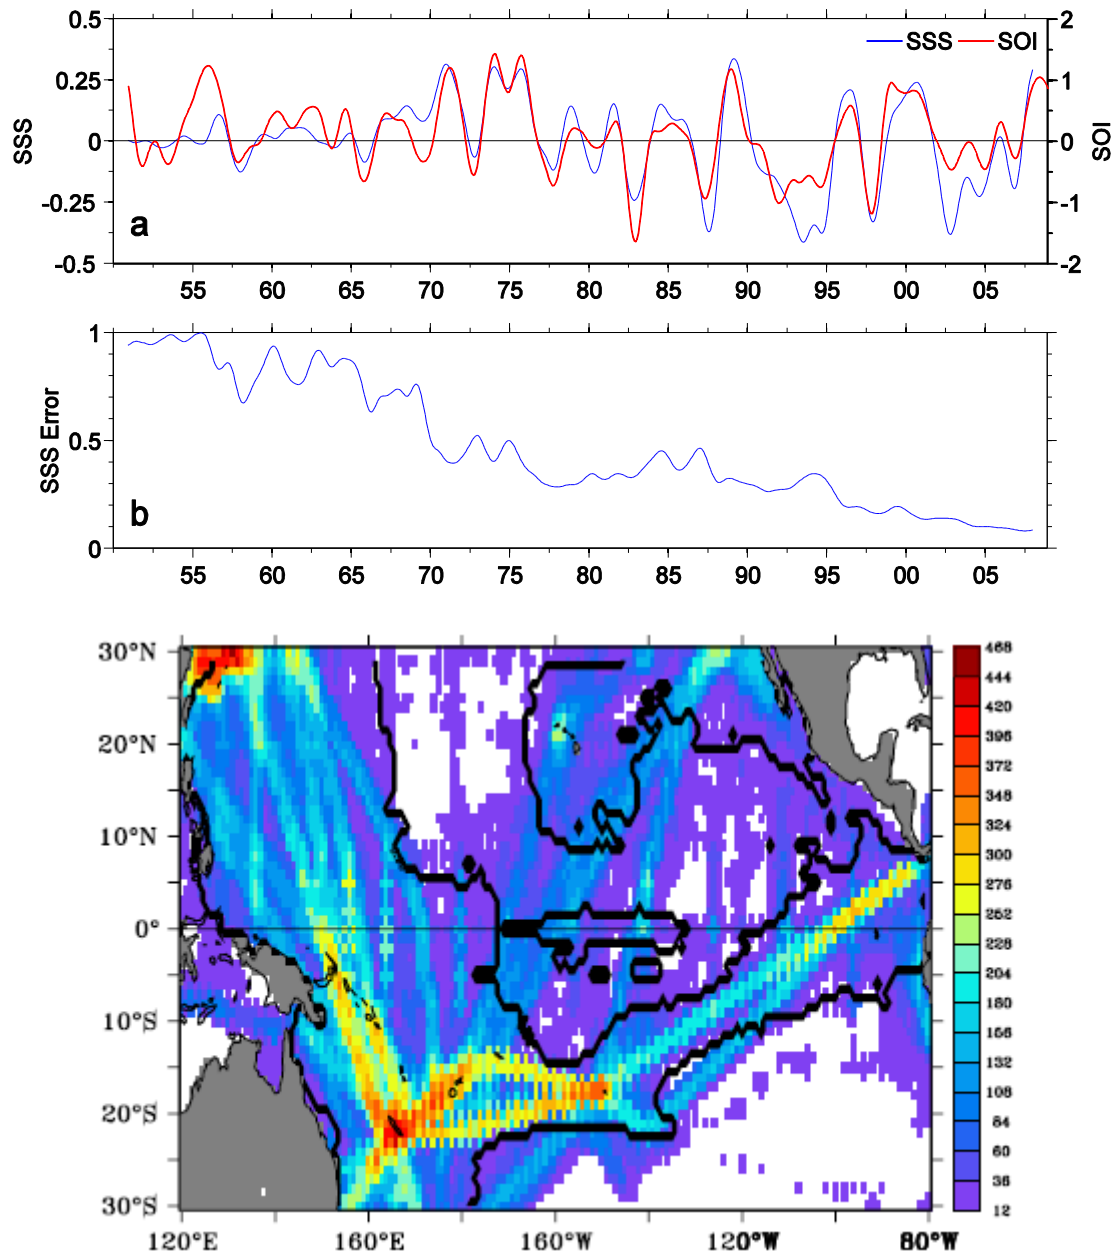 0.5 2
SSS SOI
0.25 1
SSS 0 0 SOI
-0.25 -1
a
-0.5 -2
55 60 65 70 75 80 85 90 95 00 05
1
SSS Error 0.5
b
0
55 60 65 70 75 80 85 90 95 00 05
30°N 468
444
420
20°N 396
372
348
10°N 324
300
276
0° 252
228
204
10°S 180
156
132
20°S 108
84
60
36
30°S 12
120°E 160°E 160°W 120°W 80°W